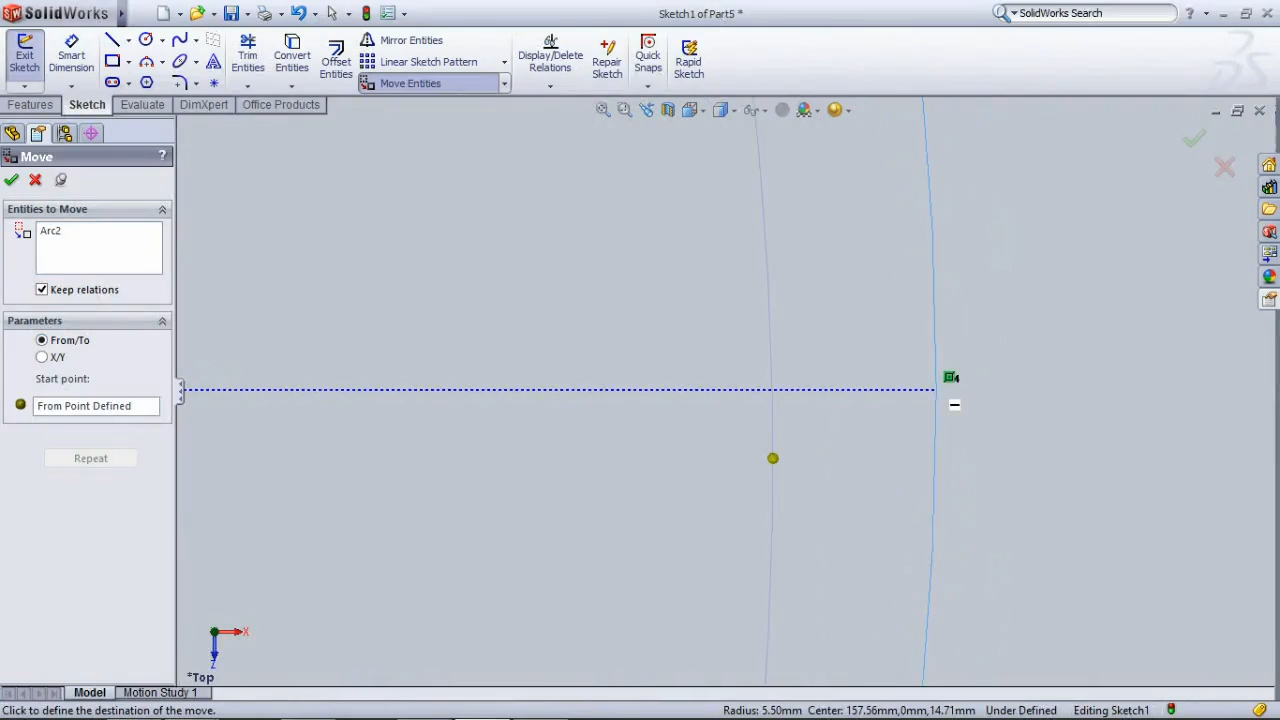 SolidWorks
Sketch1 of Part5 *
SolidWorks Search
Exit Sketch
Smart Dimension
Trim Entities
Convert Entities
Offset Entities
Mirror Entities
Linear Sketch Pattern
Move Entities
Display/Delete Relations
Repair Sketch
Quick Snaps
Rapid Sketch
Features
Sketch
Evaluate
DimXpert
Office Products
Move
?
Entities to Move
Arc2
Keep relations
Parameters
From/To
X/Y
Start point:
From Point Defined
Repeat
4
X
Z
*Top
Model
Motion Study 1
Click to define the destination of the move.
Radius: 5.50mm Center: 157.56mm,0mm,14.71mm
Under Defined
Editing Sketch1